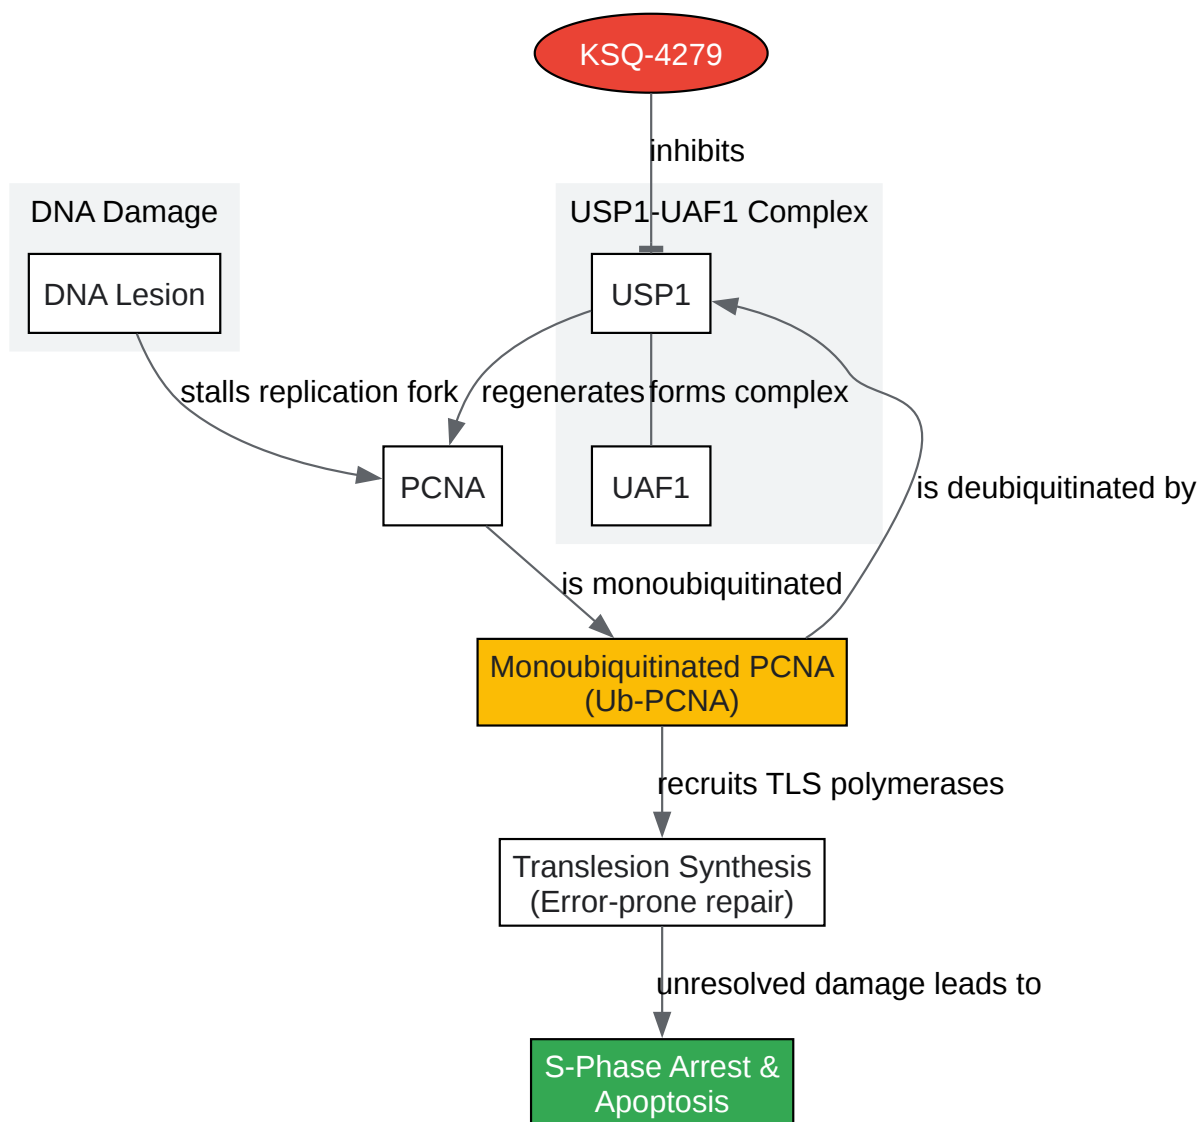 KSQ-4279
inhibits
DNA Damage
USP1-UAF1 Complex
DNA Lesion
USP1
stalls replication fork
regenerates
forms complex
PCNA
UAF1
is deubiquitinated by
is monoubiquitinated
Monoubiquitinated PCNA
(Ub-PCNA)
recruits TLS polymerases
Translesion Synthesis
(Error-prone repair)
unresolved damage leads to
S-Phase Arrest &
Apoptosis